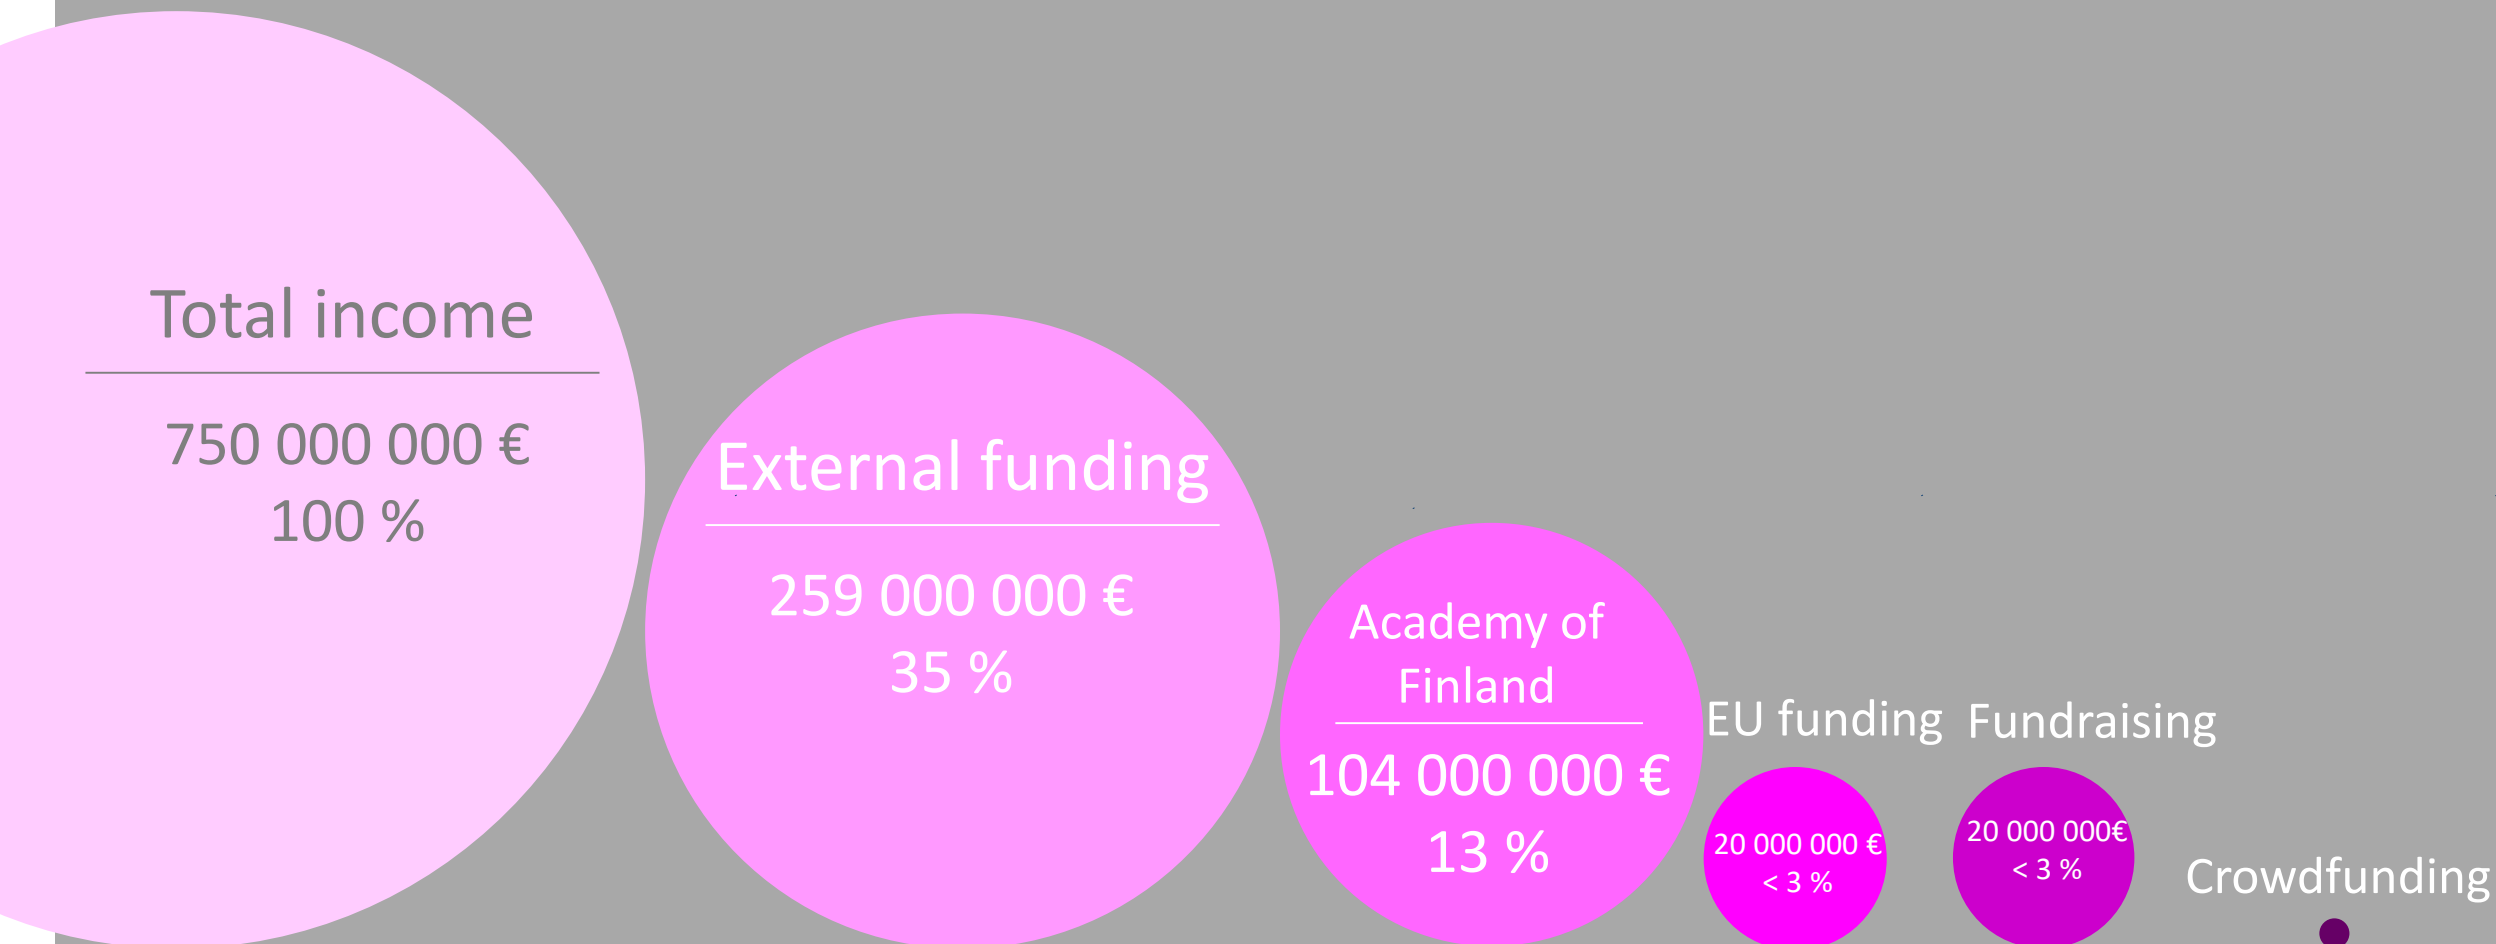 Total income
750 000 000 €
100 %
External funding
259 000 000 €
35 %
Academy of
Finland
104 000 000 €
13 %
EU funding
20 000 000 €
< 3 %
Fundraising
20 000 000€
< 3 %
Crowdfunding